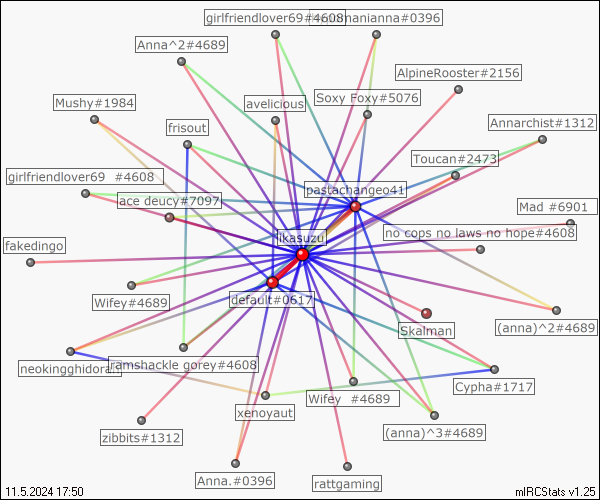 girlfriendlover69#4608
manianna#0396
Anna^2#4689
AlpineRooster#2156
Mushy#1984
avelicious
Soxy Foxy#5076
frisout
Annarchist#1312
Toucan#2473
girlfriendlover69 #4608
pastachangeo41
ace deucy#7097
Mad #6901
no cops no laws no hope#4608
ikasuzu
fakedingo
Wifey#4689
default#0617
Skalman
(anna)^2#4689
neokingghidora
ramshackle gorey#4608
Cypha#1717
Wifey #4689
xenoyaut
zibbits#1312
(anna)^3#4689
Anna.#0396
rattgaming
11.5.2024 17:50
mIRCStats v1.25